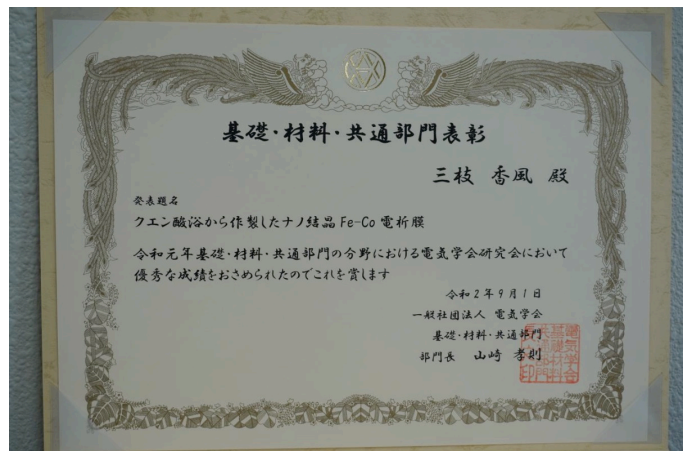 基礎・材料・共通部門表彰
三枝 香風 殿
発表題名
クエン酸浴から作製したナノ結晶 Fe-Co 電析膜
令和元年基礎・材料・共通部門の分野における電気学会研究会において
優秀な成績をおさめられたのでこれを賞します
令和2年9月1日
一般社団法人 電気学会
基礎・材料・共通部門
部門長 山崎 孝則